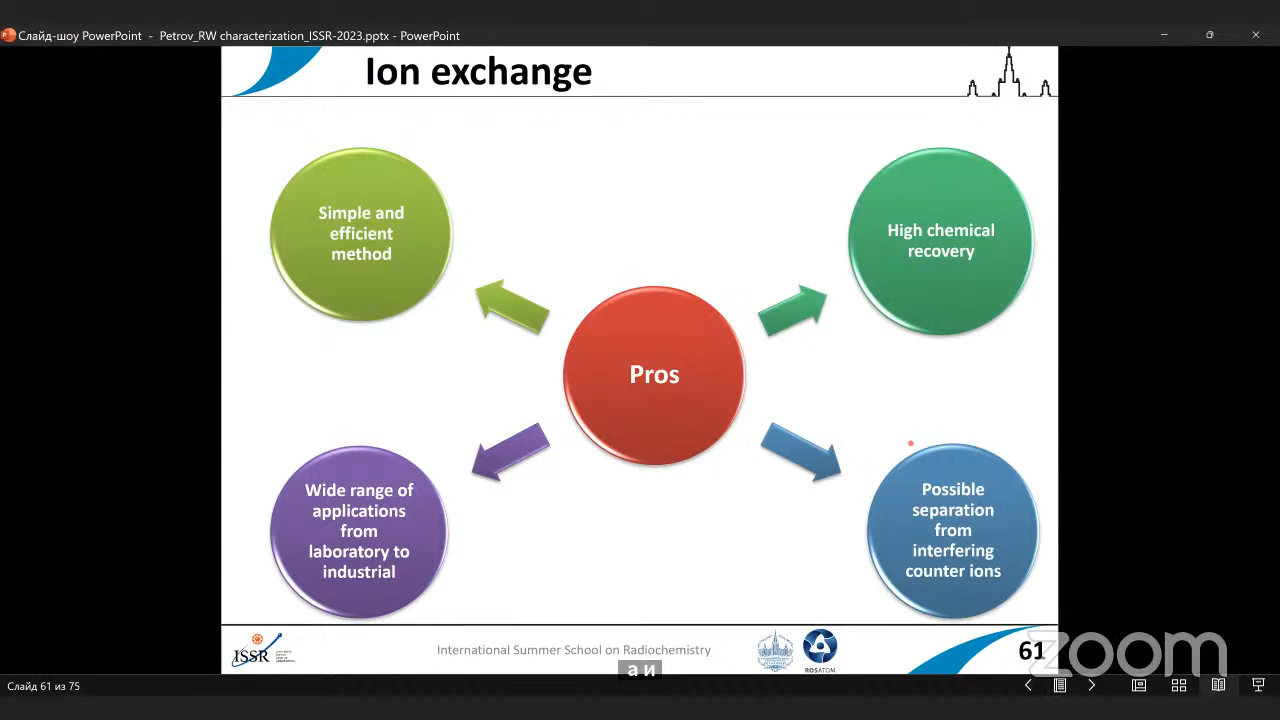 Слайд-шоу PowerPoint - Petrov_RW characterization_ISSR-2023.pptx - PowerPoint
Ion exchange
Simple and
efficient
method
High chemical
recovery
Pros
Wide range of
applications
from
laboratory to
industrial
Possible
separation
from
interfering
counter ions
ISSR
International Summer School on Radiochemistry
ROSATOM
61
zoom
а и
Слайд 61 из 75